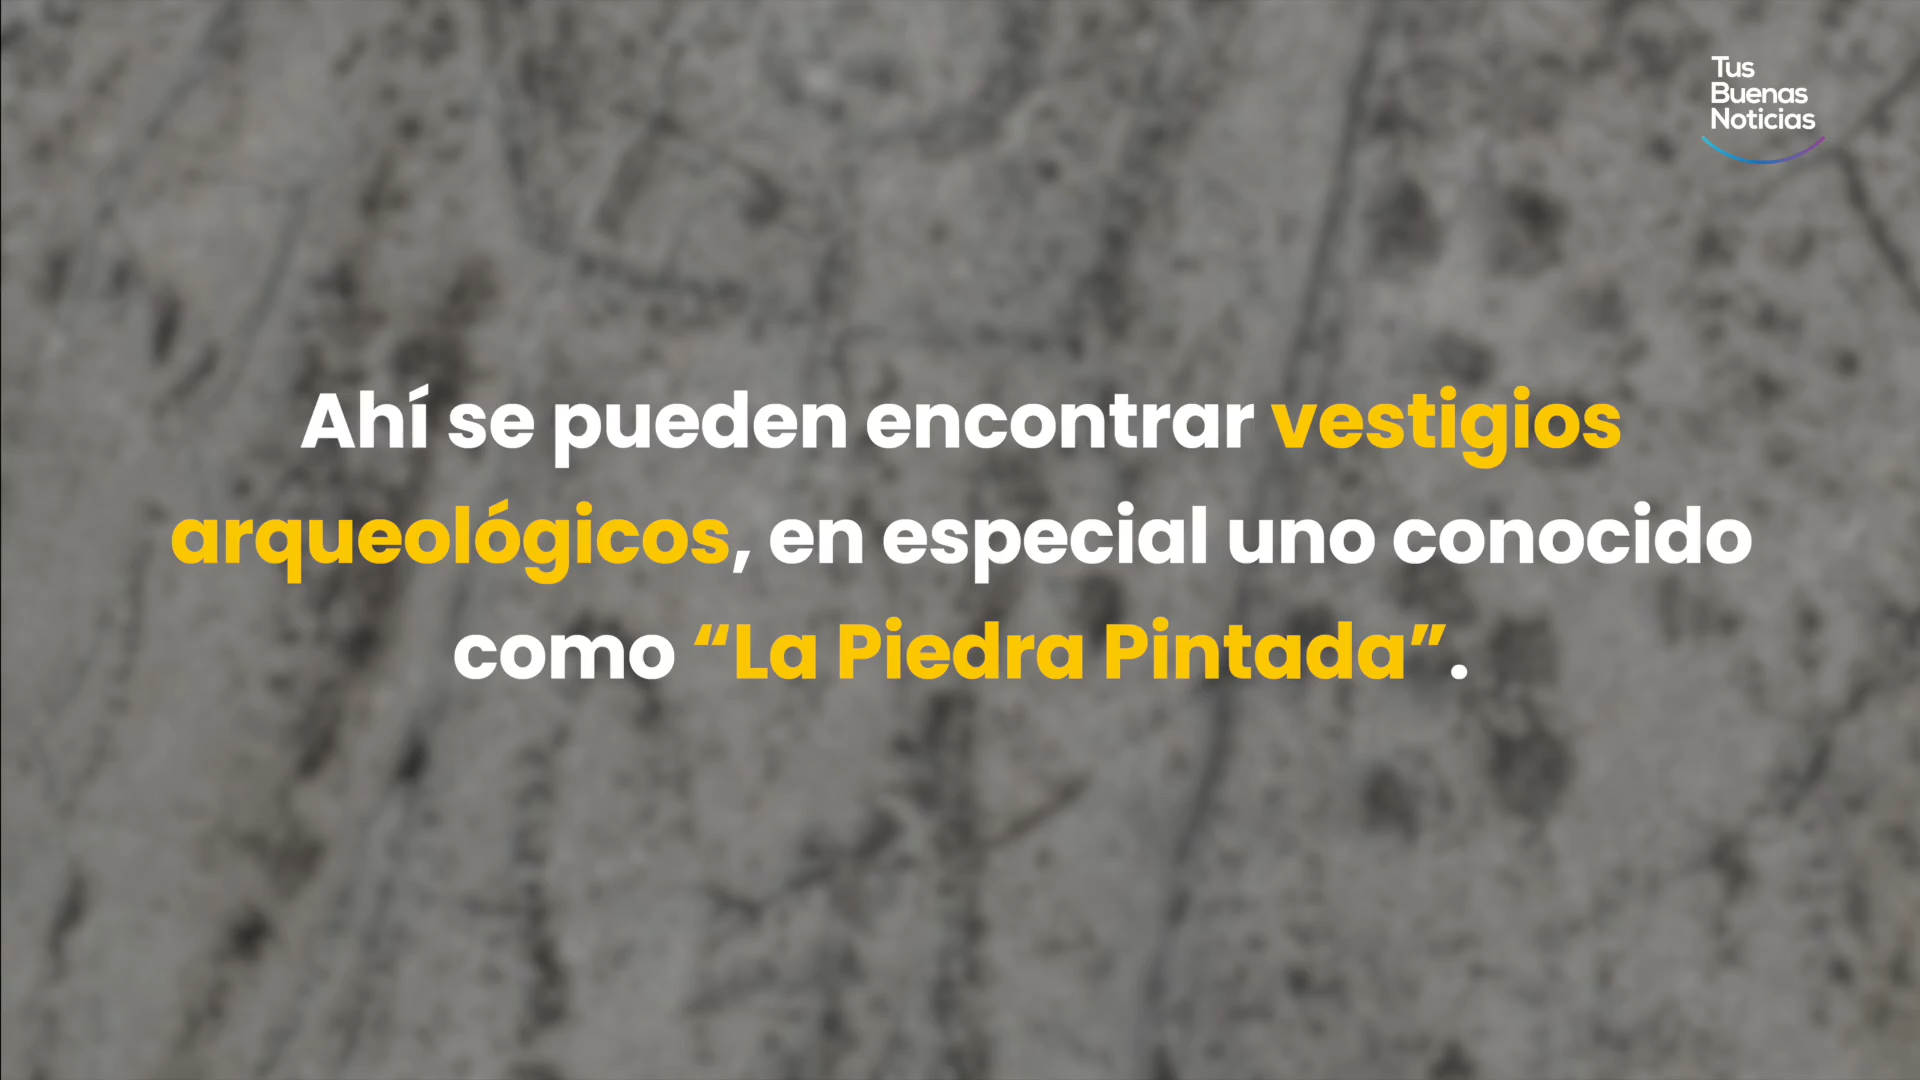 Tus
Buenas
Noticias
Ahí se pueden encontrar vestigios
arqueológicos, en especial uno conocido
como “La Piedra Pintada”.